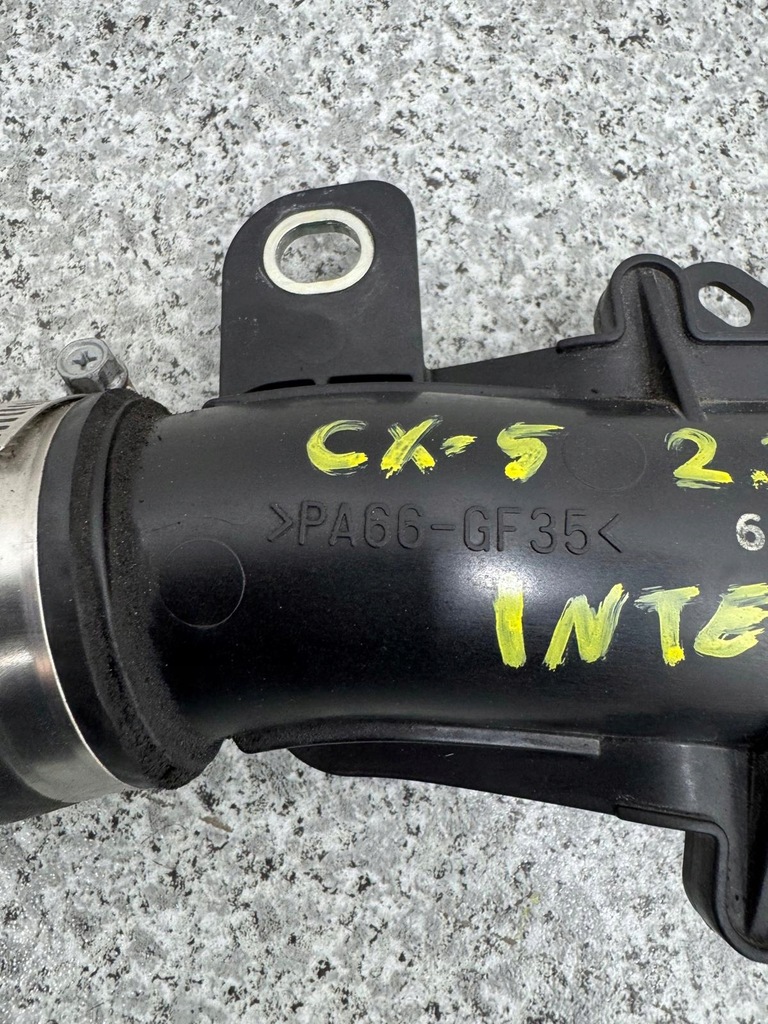 CX-5 2.
>PA66-GF35<
6
INTE